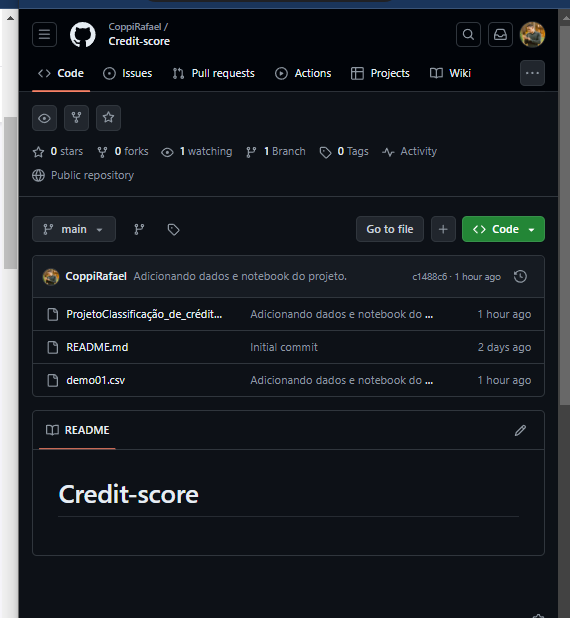 CoppiRafael /
Credit-score
Code Issues Pull requests Actions Projects Wiki ...
0 stars 0 forks 1 watching 1 Branch 0 Tags Activity
Public repository
main Go to file + Code
CoppiRafael Adicionando dados e notebook do projeto. c1488c6 · 1 hour ago
ProjetoClassificação_de_crédit... Adicionando dados e notebook do ... 1 hour ago
README.md Initial commit 2 days ago
demo01.csv Adicionando dados e notebook do ... 1 hour ago
README
Credit-score